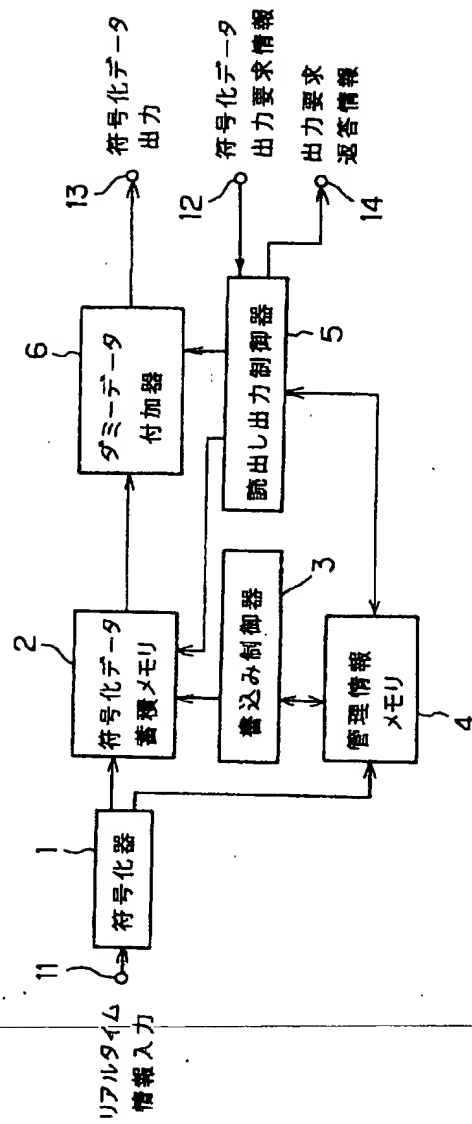 リアルタイム
情報入力
11
1
符号化器
2
符号化データ
蓄積メモリ
書込み制御器
3
管理情報
メモリ
4
6
ダミーデータ
付加器
読出し出力制御器
5
13
符号化データ
出力
12
符号化データ
出力要求情報
出力要求
返答情報
14